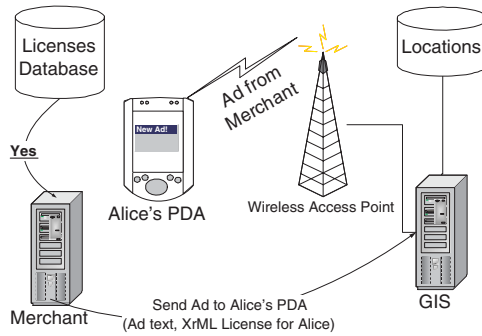 Licenses
Database
Locations
Ad from
Merchant
New Ad!
Yes
Alice's PDA
Wireless Access Point
Merchant
GIS
Send Ad to Alice's PDA
(Ad text, XrML License for Alice)